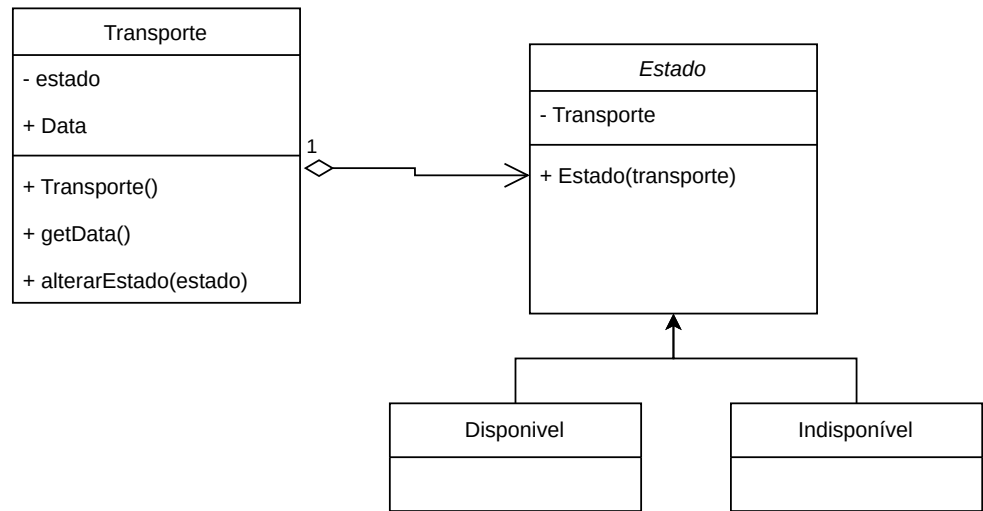 Transporte
- estado
+ Data
+ Transporte()
+ getData()
+ alterarEstado(estado)
1
Estado
- Transporte
+ Estado(transporte)
Disponivel
Indisponível